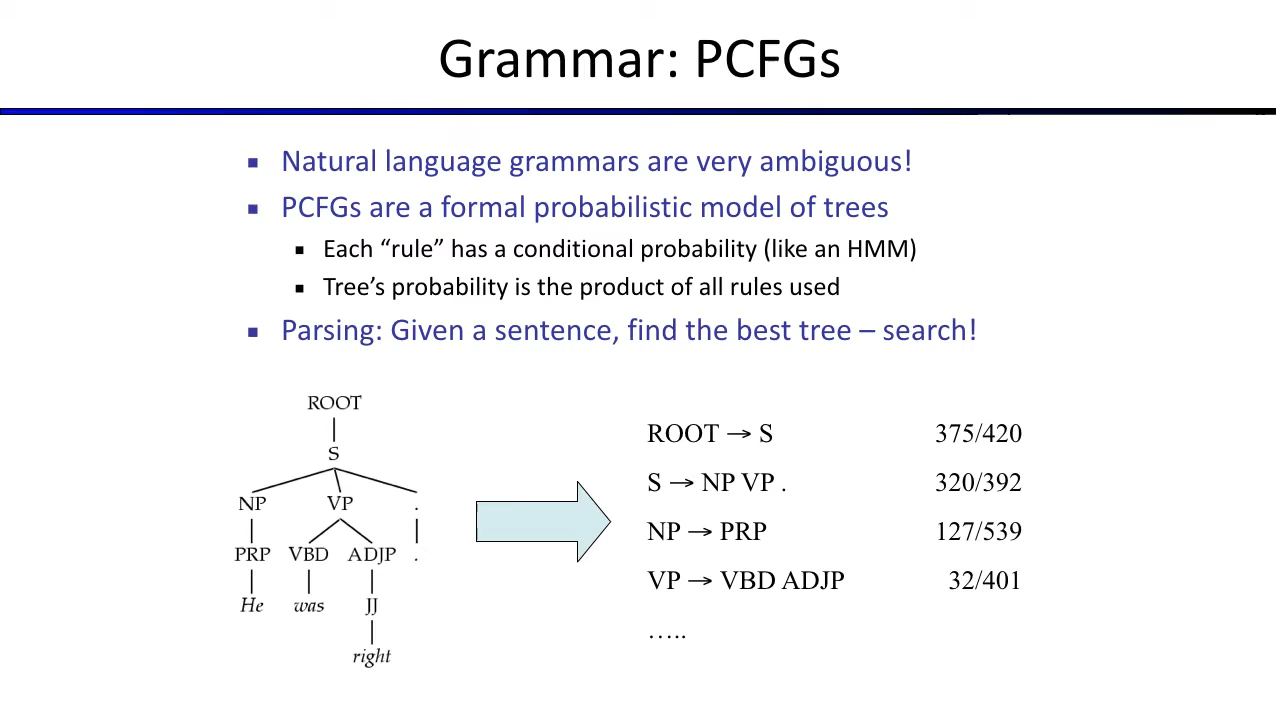 Grammar: PCFGs
Natural language grammars are very ambiguous!
PCFGs are a formal probabilistic model of trees
Each “rule” has a conditional probability (like an HMM)
Tree’s probability is the product of all rules used
Parsing: Given a sentence, find the best tree – search!
ROOT
S
NP VP .
PRP VBD ADJP .
He was JJ
right
ROOT → S 375/420
S → NP VP . 320/392
NP → PRP 127/539
VP → VBD ADJP 32/401
…..